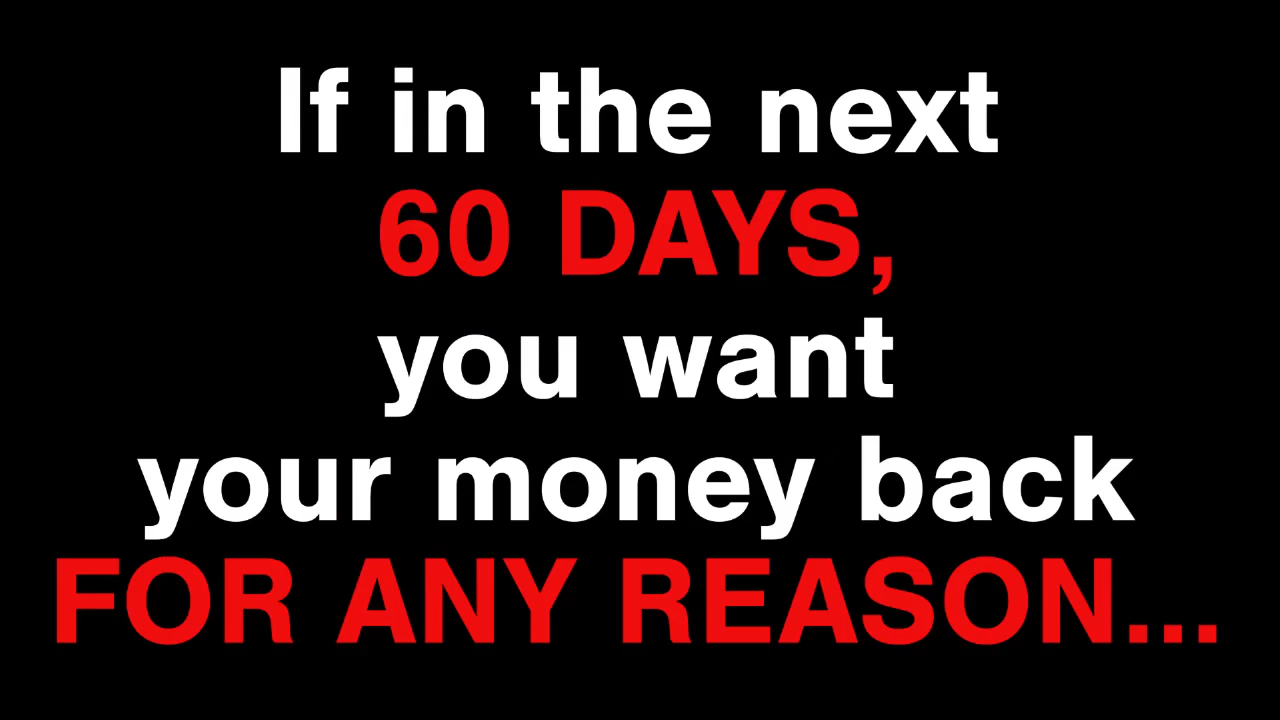 If in the next
60 DAYS,
you want
your money back
FOR ANY REASON...